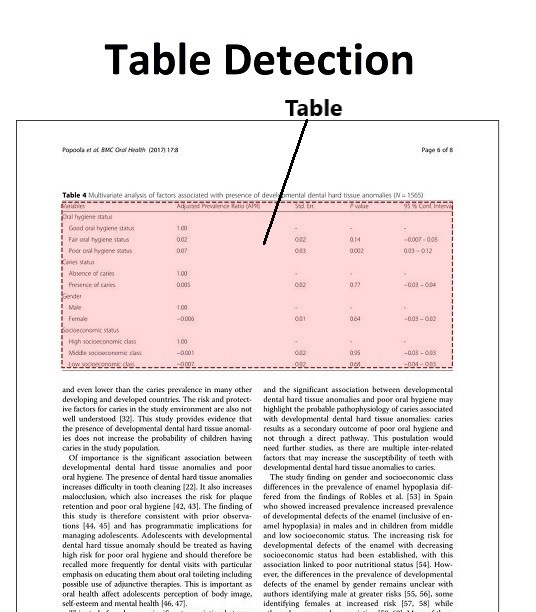 Table Detection
Table
Popoola et al. BMC Oral Health (2017) 17:8 Page 6 of 8
Table 4 Multivariate analysis of factors associated with presence of developmental dental hard tissue anomalies (N = 1565)
Variables Adjusted Prevalence Ratio (APR) Std. Err. P value 95 % Conf. Interval
Oral hygiene status
Good oral hygiene status 1.00 - - -
Fair oral hygiene status 0.02 0.02 0.14 −0.007 - 0.05
Poor oral hygiene status 0.07 0.03 0.002 0.03 – 0.12
Caries status
Absence of caries 1.00 - - -
Presence of caries 0.005 0.02 0.77 −0.03 – 0.04
Gender
Male 1.00 - - -
Female −0.006 0.01 0.64 −0.03 – 0.02
Socioeconomic status
High socioeconomic class 1.00 - - -
Middle socioeconomic class −0.001 0.02 0.95 −0.03 – 0.03
Low socioeconomic class −0.007 0.02 0.68 −0.04 – 0.03
and even lower than the caries prevalence in many other
developing and developed countries. The risk and protect-
ive factors for caries in the study environment are also not
well understood [32]. This study provides evidence that
the presence of developmental dental hard tissue anomal-
ies does not increase the probability of children having
caries in the study population.
Of importance is the significant association between
developmental dental hard tissue anomalies and poor
oral hygiene. The presence of dental hard tissue anomalies
increases difficulty in tooth cleaning [22]. It also increases
malocclusion, which also increases the risk for plaque
retention and poor oral hygiene [42, 43]. The finding of
this study is therefore consistent with prior observa-
tions [44, 45] and has programmatic implications for
managing adolescents. Adolescents with developmental
dental hard tissue anomaly should be treated as having
high risk for poor oral hygiene and should therefore be
recalled more frequently for dental visits with particular
emphasis on educating them about oral toileting including
possible use of adjunctive therapies. This is important as
oral health affect adolescents perception of body image,
self-esteem and mental health [46, 47].
and the significant association between developmental
dental hard tissue anomalies and poor oral hygiene may
highlight the probable pathophysiology of caries associated
with developmental dental hard tissue anomalies: caries
results as a secondary outcome of poor oral hygiene and
not through a direct pathway. This postulation would
need further studies, as there are multiple inter-related
factors that may increase the susceptibility of teeth with
developmental dental hard tissue anomalies to caries.
The study finding on gender and socioeconomic class
differences in the prevalence of enamel hypoplasia dif-
fered from the findings of Robles et al. [53] in Spain
who showed increased prevalence increased prevalence
of developmental defects of the enamel (inclusive of en-
amel hypoplasia) in males and in children from middle
and low socioeconomic status. The increasing risk for
developmental defects of the enamel with decreasing
socioeconomic status had been established, with this
association linked to poor nutritional status [54]. How-
ever, the differences in the prevalence of developmental
defects of the enamel by gender remains unclear with
authors identifying male at greater risks [55, 56], some
identifying females at increased risk [57, 58] while